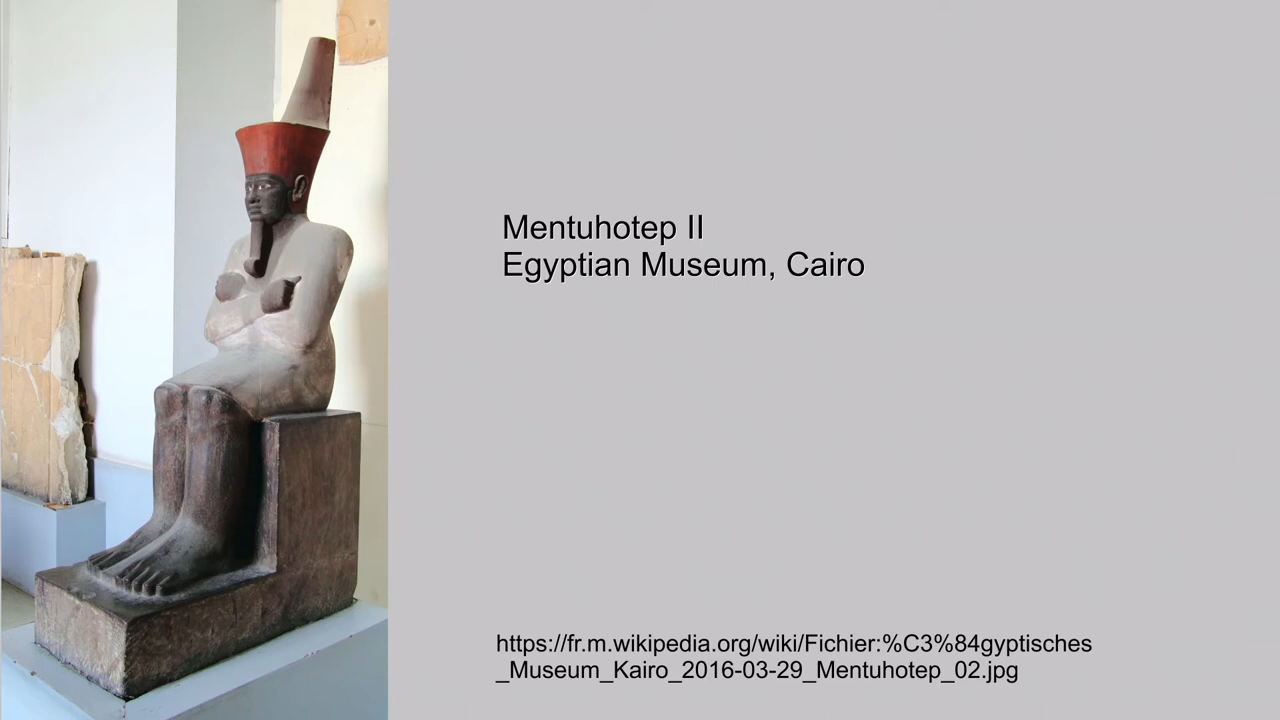 Mentuhotep II
Egyptian Museum, Cairo
https://fr.m.wikipedia.org/wiki/Fichier:%C3%84gyptisches
_Museum_Kairo_2016-03-29_Mentuhotep_02.jpg